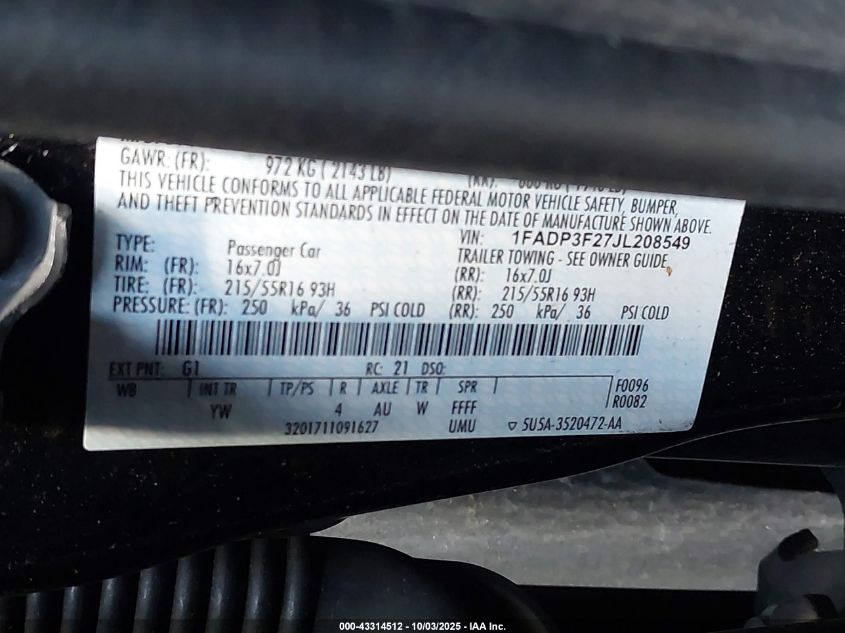 GAWR: (FR): 972 KG ( 2143 LB) (RR):
THIS VEHICLE CONFORMS TO ALL APPLICABLE FEDERAL MOTOR VEHICLE SAFETY, BUMPER,
AND THEFT PREVENTION STANDARDS IN EFFECT ON THE DATE OF MANUFACTURE SHOWN ABOVE.
VIN: 1FADP3F27JL208549
TYPE: Passenger Car TRAILER TOWING - SEE OWNER GUIDE
RIM: (FR): 16x7.0J (RR): 16x7.0J
TIRE: (FR): 215/55R16 93H (RR): 215/55R16 93H
PRESSURE: (FR): 250 kPa/ 36 PSI COLD (RR): 250 kPa/ 36 PSI COLD
EXT PNT: G1 RC: 21 DSO:
WB INT TR TP/PS R AXLE TR SPR F0096
YW 4 AU W FFFF R0082
3201711091627 UMU ▽ 5U5A-3520472-AA
000-43314512 - 10/03/2025 - IAA Inc.